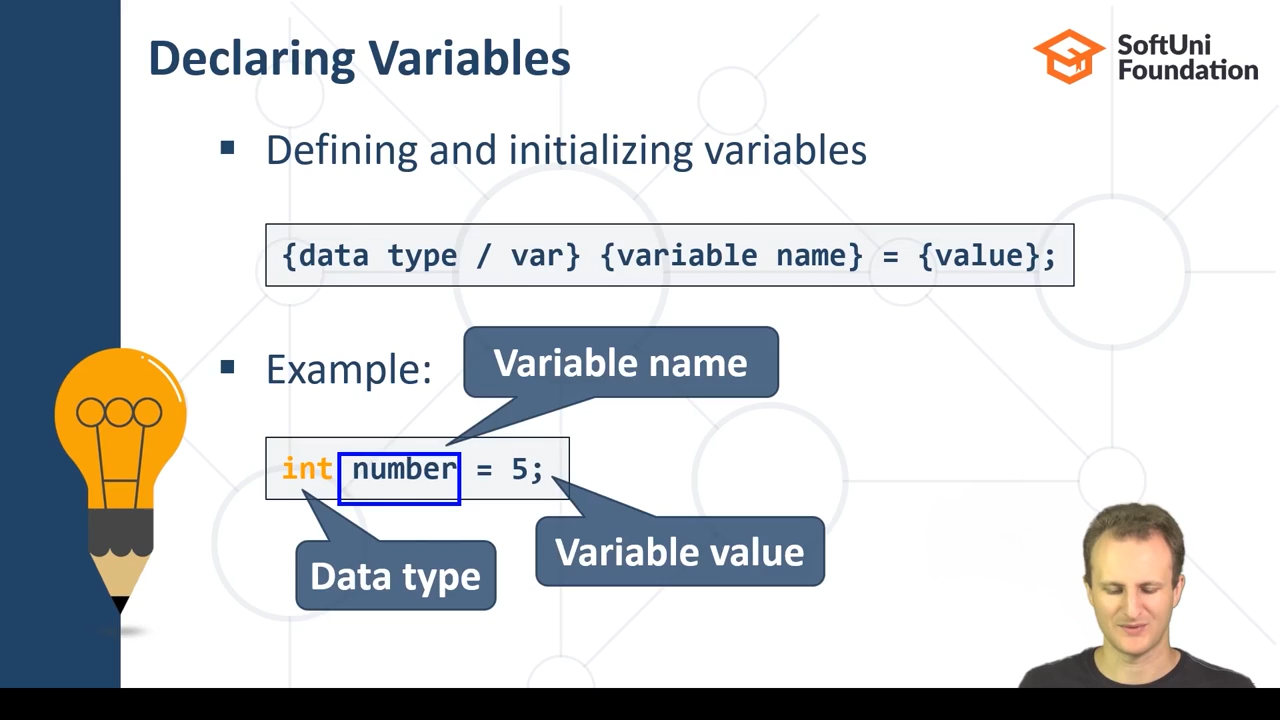 Declaring Variables
SoftUni
Foundation
▪ Defining and initializing variables
{data type / var} {variable name} = {value};
▪ Example:
Variable name
int number = 5;
Variable value
Data type